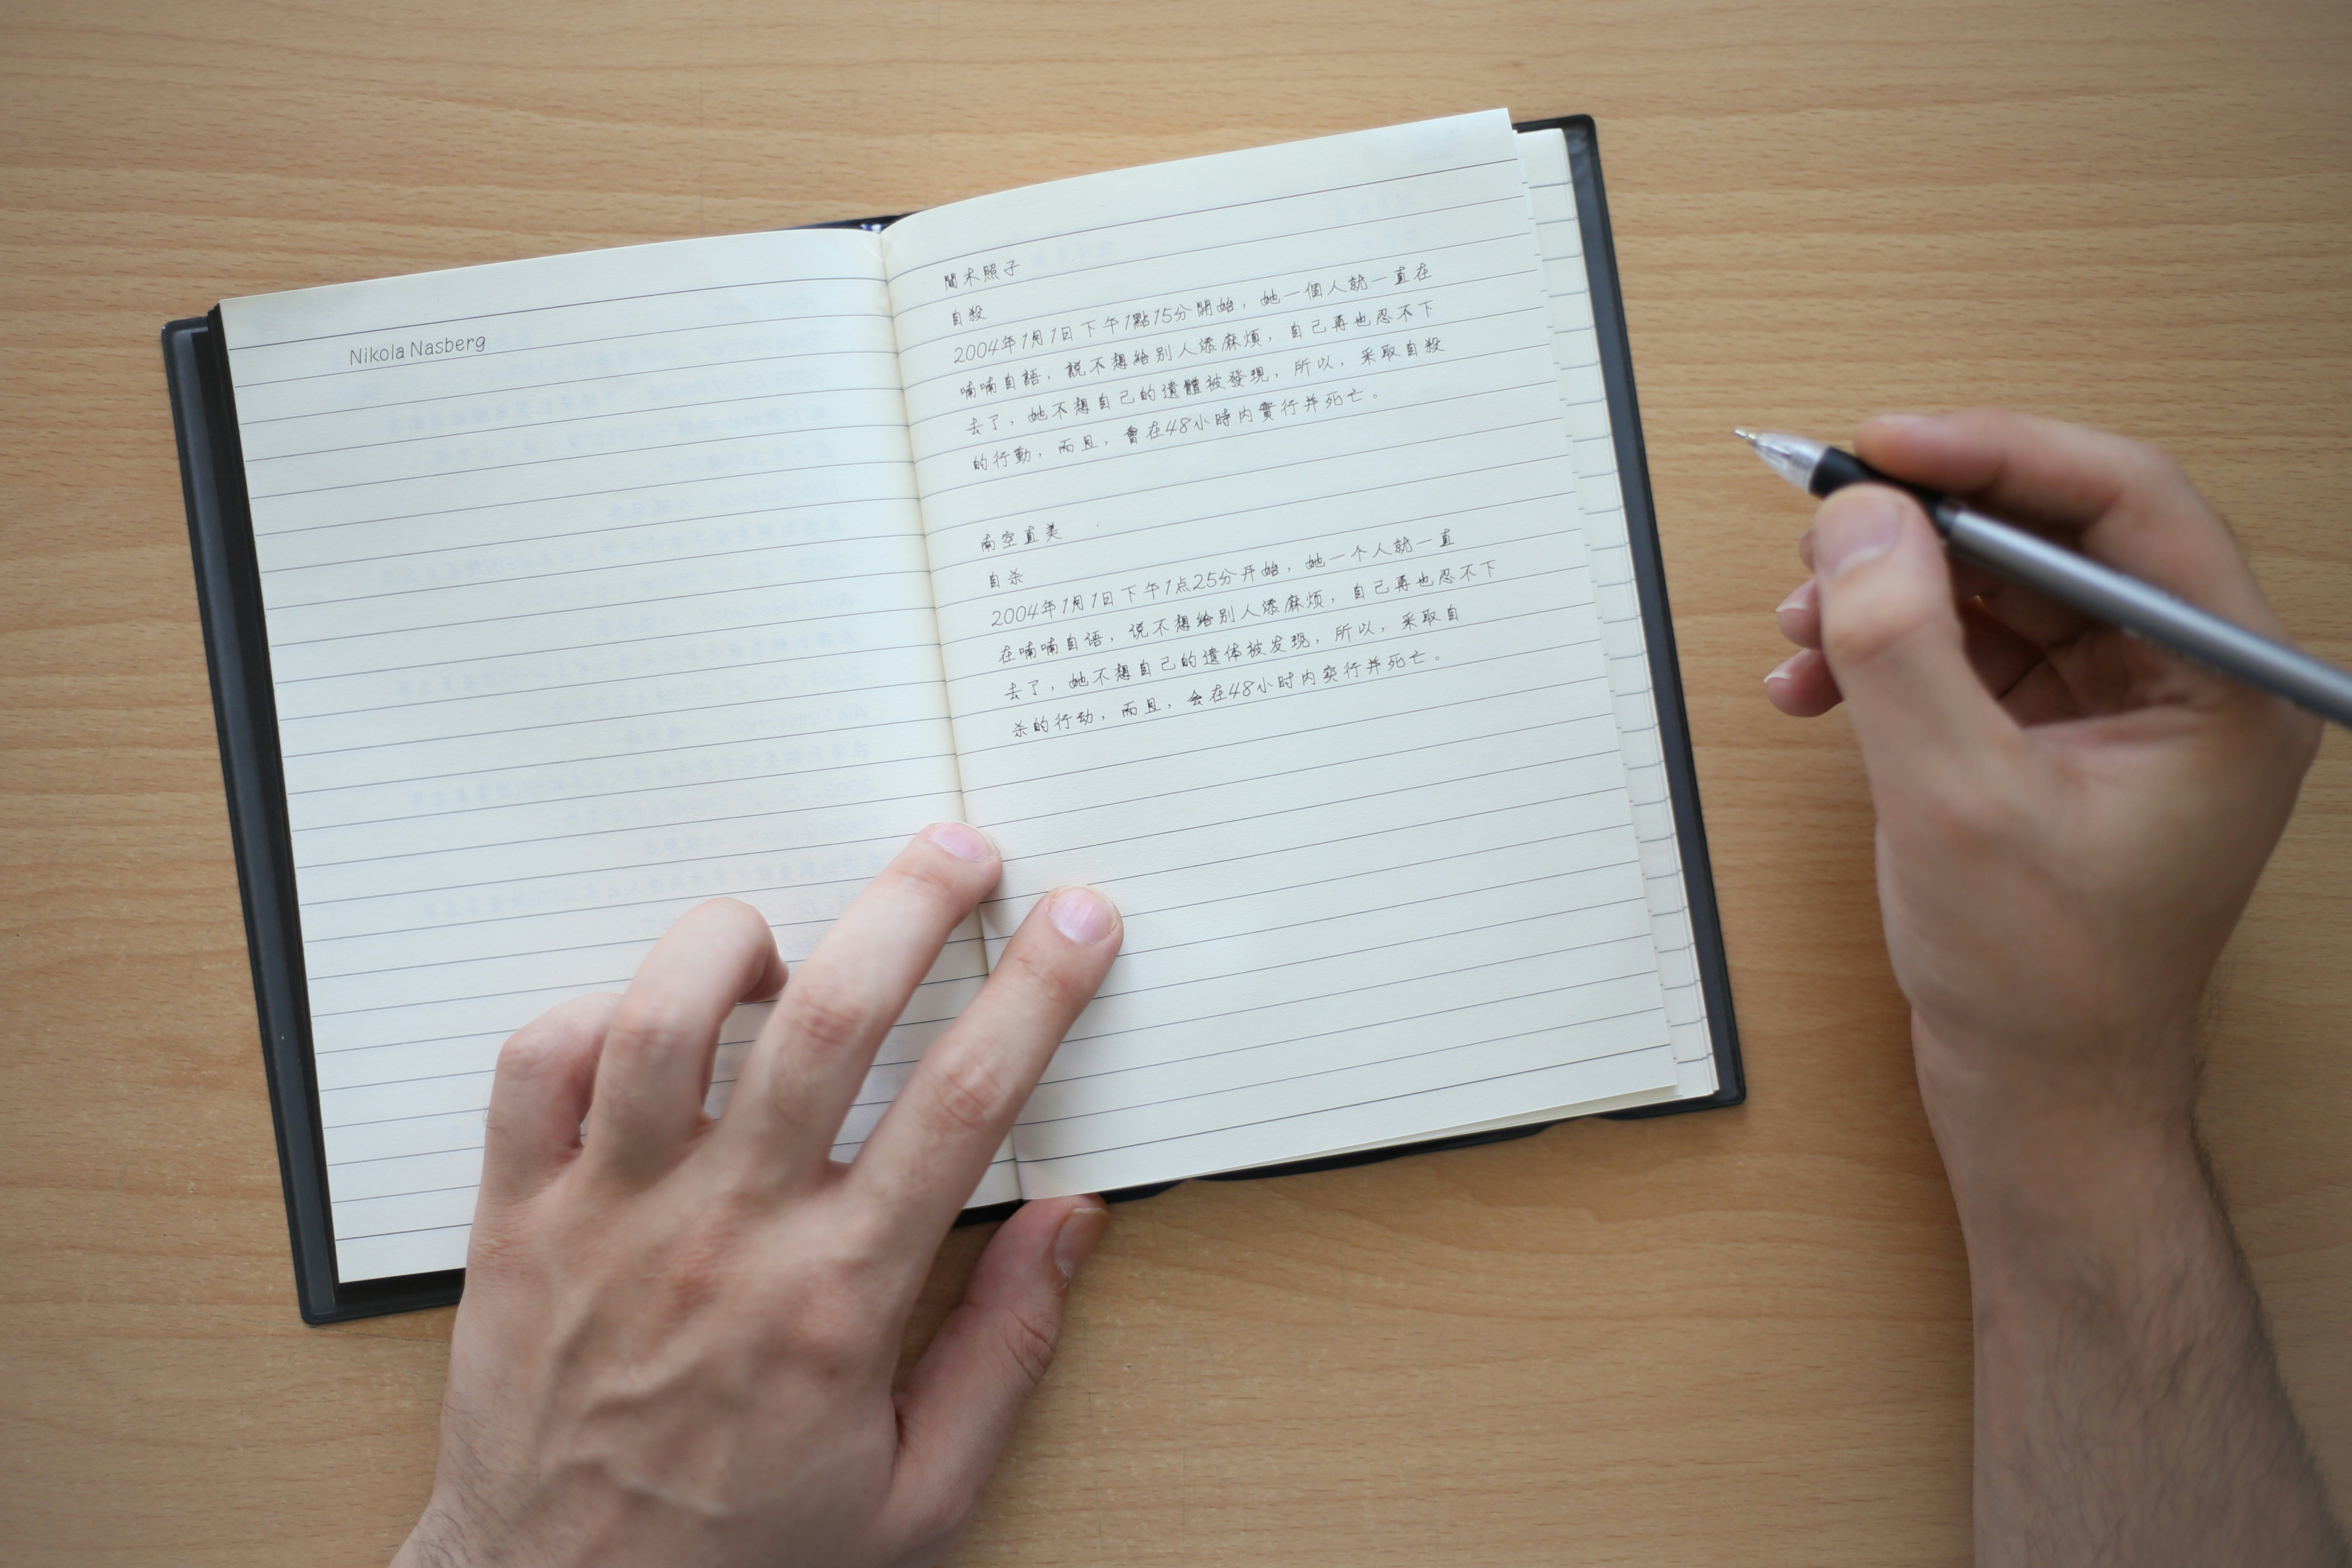 Nikola Nasberg
間木照子
自殺
2004年1月1日下午1點15分開始，她一個人就一直在
喃喃自語，説不想給别人添麻煩，自己再也忍不下
去了，她不想自己的遺體被發現，所以，采取自殺
的行動，而且，會在48小時内實行并死亡。
南空直美
自杀
2004年1月1日下午1点25分开始，她一个人就一直
在喃喃自语，说不想给别人添麻烦，自己再也忍不下
去了，她不想自己的遗体被发现，所以，采取自
杀的行动，而且，会在48小时内实行并死亡。